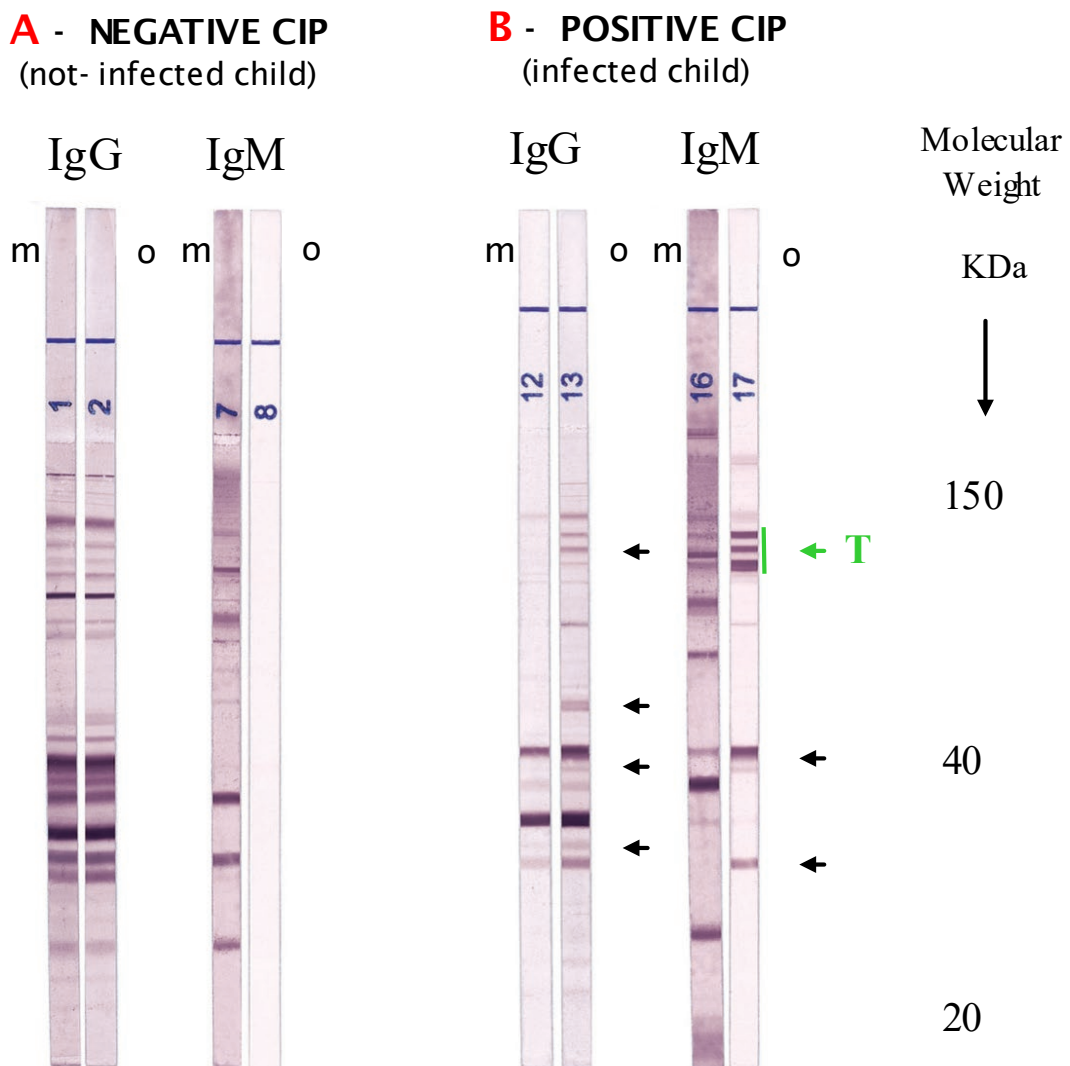 A - NEGATIVE CIP
(not- infected child)
B - POSITIVE CIP
(infected child)
IgG IgM
IgG IgM
Molecular
Weight
KDa
m o m o
m o m o
1 2 7 8
12 13 16 17
150
T
40
20